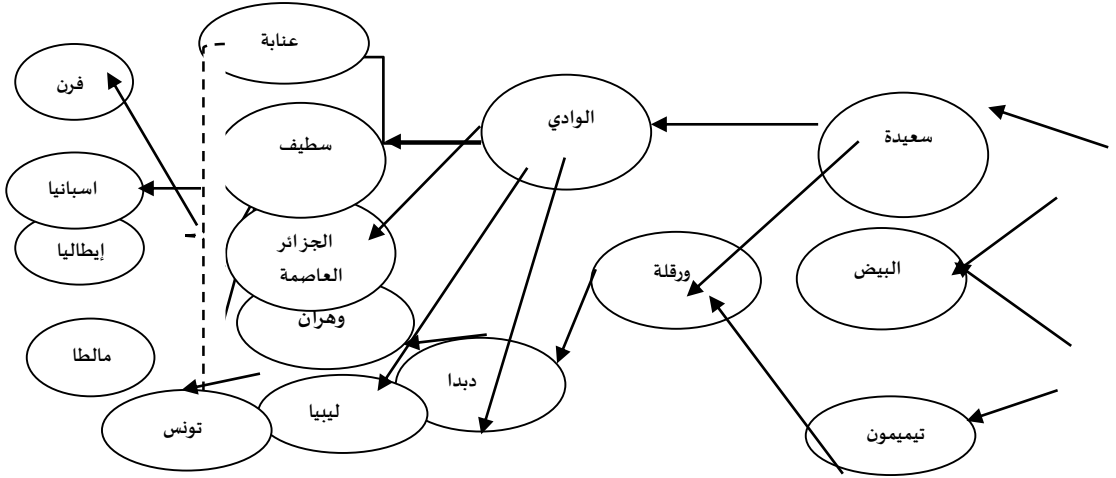 عنابة
فرن
الوادي
سعيدة
سطيف
اسبانيا
إيطاليا
الجزائر
العاصمة
ورقلة
البيض
وهران
مالطا
دبدا
ليبيا
تونس
تيميمون